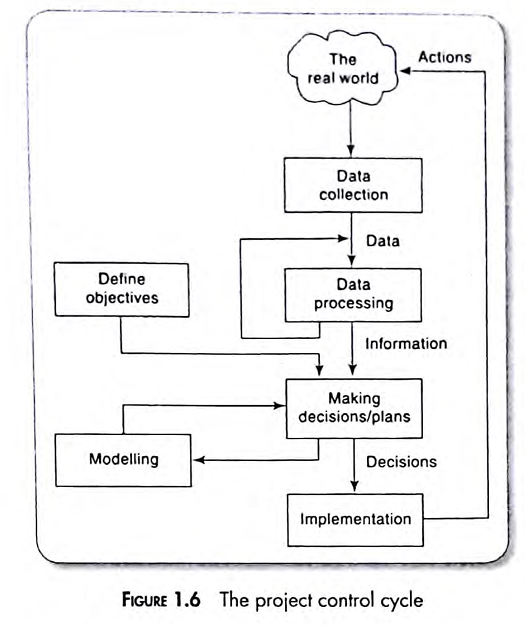 The
real world
Actions
Data
collection
Data
Define
objectives
Data
processing
Information
Making
decisions/plans
Modelling
Decisions
Implementation
FIGURE 1.6 The project control cycle